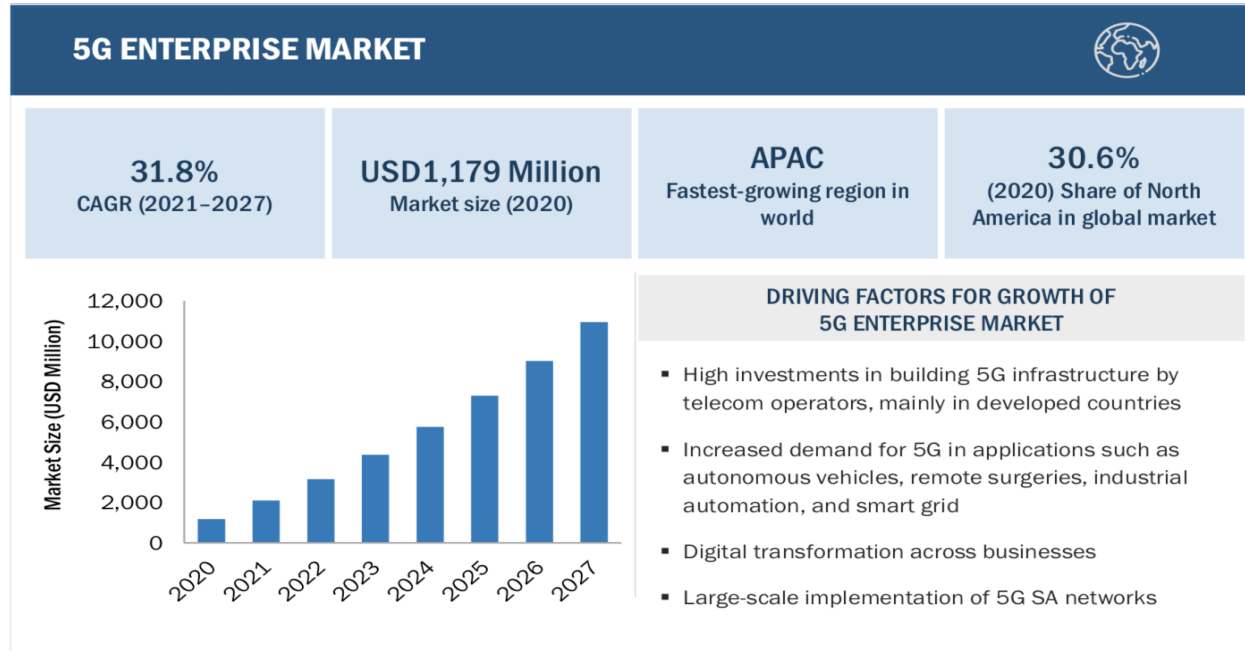 5G ENTERPRISE MARKET
31.8%
CAGR (2021–2027)
USD1,179 Million
Market size (2020)
APAC
Fastest-growing region in
world
30.6%
(2020) Share of North
America in global market
Market Size (USD Million)
12,000
10,000
8,000
6,000
4,000
2,000
0
2020
2021
2022
2023
2024
2025
2026
2027
DRIVING FACTORS FOR GROWTH OF
5G ENTERPRISE MARKET
▪ High investments in building 5G infrastructure by
telecom operators, mainly in developed countries
▪ Increased demand for 5G in applications such as
autonomous vehicles, remote surgeries, industrial
automation, and smart grid
▪ Digital transformation across businesses
▪ Large-scale implementation of 5G SA networks